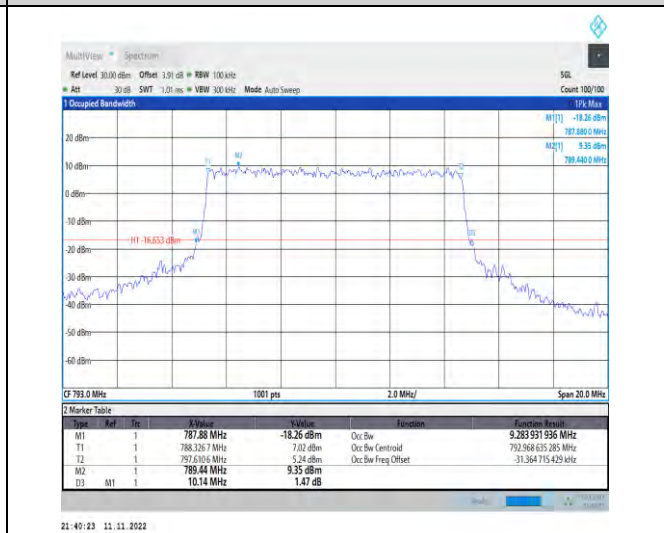 MultiView Spectrum
Ref Level 30.00 dBm Offset 3.91 dB RBW 100 kHz SGL
Att 30 dB SWT 1.01 ms VBW 300 kHz Mode Auto Sweep Count 100/100
1 Occupied Bandwidth 1Pk Max
M1[1] -18.26 dBm
787.8800 MHz
M2[1] 9.35 dBm
789.4400 MHz
20 dBm
10 dBm
0 dBm
-10 dBm
H1 -16.653 dBm
-20 dBm
-30 dBm
-40 dBm
-50 dBm
-60 dBm
T1
M2
M1
D3
CF 793.0 MHz 1001 pts 2.0 MHz/ Span 20.0 MHz
2 Marker Table
Type Ref Trc X-Value Y-Value Function Function Result
M1 1 787.88 MHz -18.26 dBm Occ Bw 9.283 931 936 MHz
T1 1 788.326 7 MHz 7.02 dBm Occ Bw Centroid 792.968 635 285 MHz
T2 1 797.610 6 MHz 5.24 dBm Occ Bw Freq Offset -31.364 715 429 kHz
M2 1 789.44 MHz 9.35 dBm
D3 M1 1 10.14 MHz 1.47 dB
21:40:23 11.11.2022